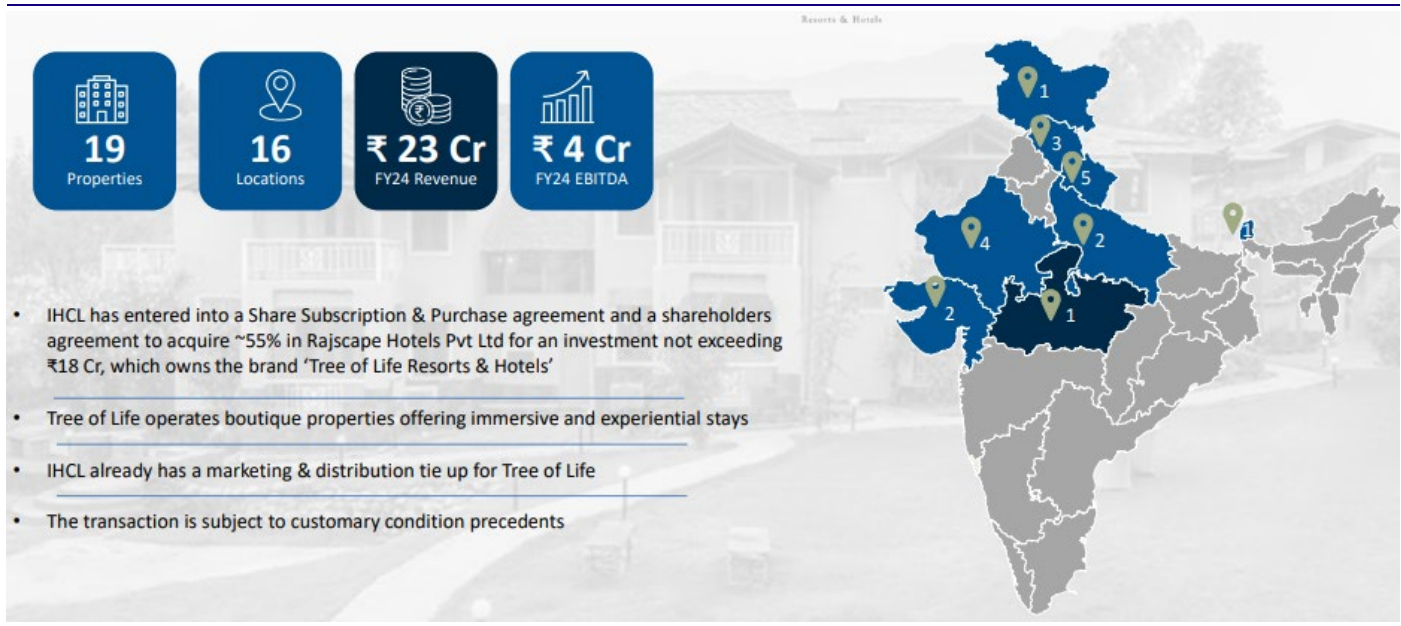 Resorts & Hotels
19
Properties
16
Locations
₹ 23 Cr
FY24 Revenue
₹ 4 Cr
FY24 EBITDA
• IHCL has entered into a Share Subscription & Purchase agreement and a shareholders
agreement to acquire ~55% in Rajscape Hotels Pvt Ltd for an investment not exceeding
₹18 Cr, which owns the brand ‘Tree of Life Resorts & Hotels’
• Tree of Life operates boutique properties offering immersive and experiential stays
• IHCL already has a marketing & distribution tie up for Tree of Life
• The transaction is subject to customary condition precedents
1
3
5
4
2
1
2
1